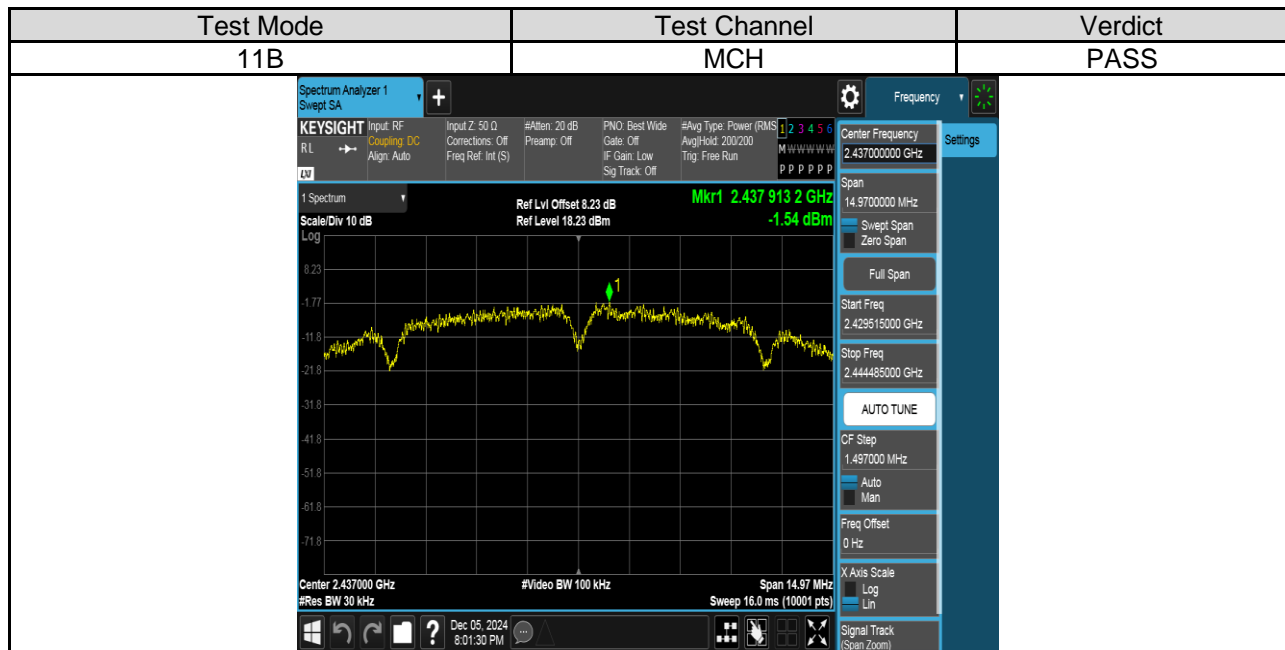 Test Mode Test Channel Verdict
11B MCH PASS
Spectrum Analyzer 1
Swept SA
+
Frequency
KEYSIGHT
RL
LXI
Input: RF
Coupling: DC
Align: Auto
Input Z: 50 Ω
Corrections: Off
Freq Ref: Int (S)
#Atten: 20 dB
Preamp: Off
PNO: Best Wide
Gate: Off
IF Gain: Low
Sig Track: Off
#Avg Type: Power (RMS
Avg|Hold: 200/200
Trig: Free Run
1 2 3 4 5 6
M W W W W W
P P P P P P
1 Spectrum
Scale/Div 10 dB
Ref Lvl Offset 8.23 dB
Ref Level 18.23 dBm
Mkr1 2.437 913 2 GHz
-1.54 dBm
Log
8.23
-1.77
-11.8
-21.8
-31.8
-41.8
-51.8
-61.8
-71.8
1
Center 2.437000 GHz
#Res BW 30 kHz
#Video BW 100 kHz
Span 14.97 MHz
Sweep 16.0 ms (10001 pts)
?
Dec 05, 2024
8:01:30 PM
Center Frequency
2.437000000 GHz
Span
14.9700000 MHz
Swept Span
Zero Span
Full Span
Start Freq
2.429515000 GHz
Stop Freq
2.444485000 GHz
AUTO TUNE
CF Step
1.497000 MHz
Auto
Man
Freq Offset
0 Hz
X Axis Scale
Log
Lin
Signal Track
(Span Zoom)
Settings